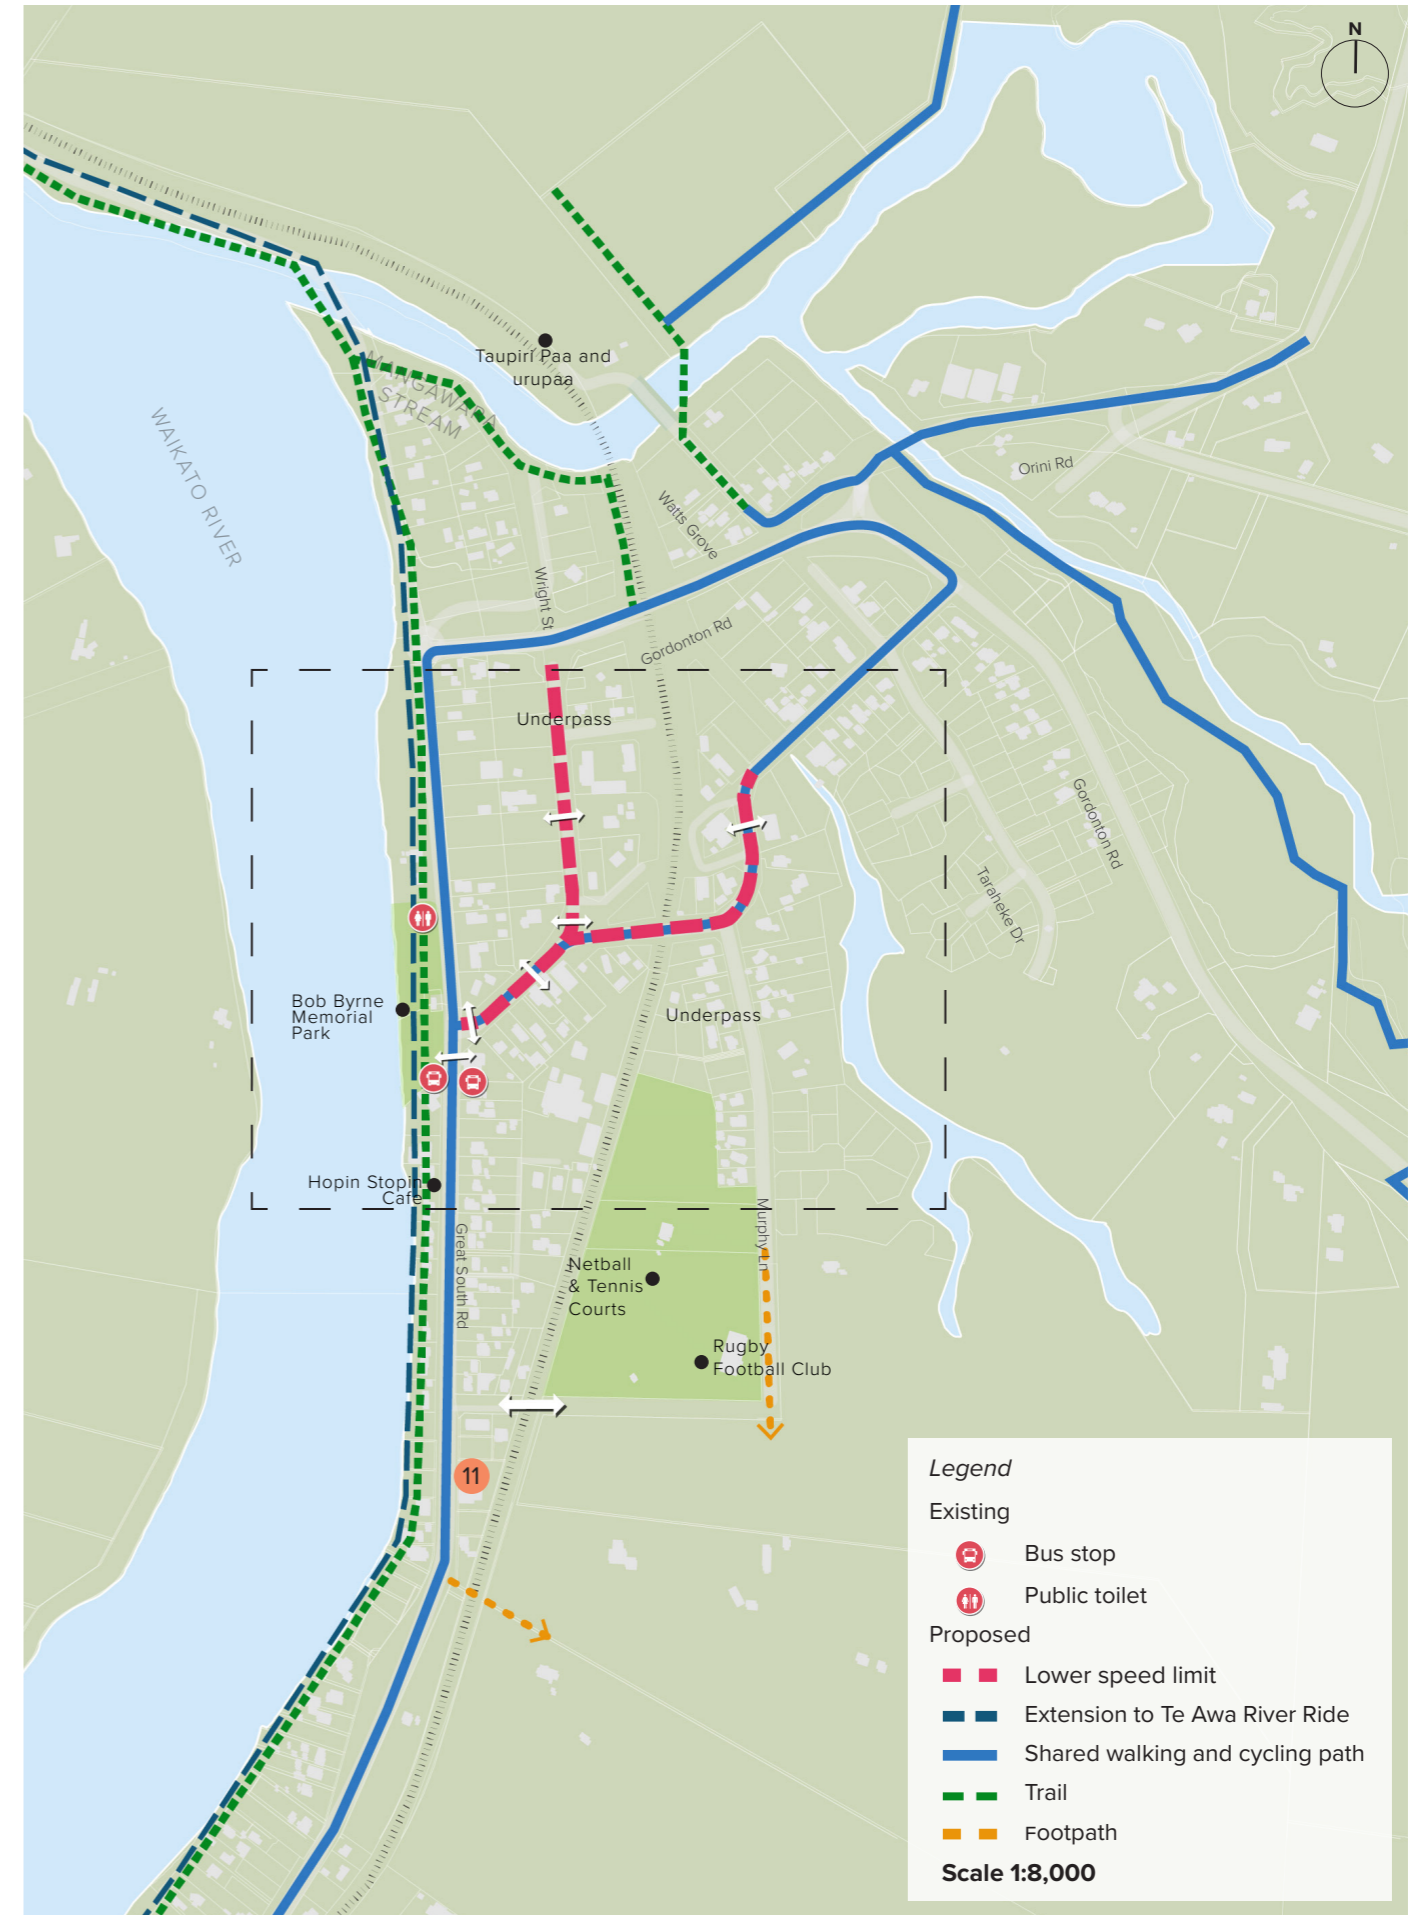 N
Taupiri Paa and
urupaa
MANGAWARA
STREAM
WAIKATO RIVER
Orini Rd
Watts Grove
Wright St
Gordonton Rd
Underpass
Gordonton Rd
Taraheke Dr
Bob Byrne
Memorial
Park
Underpass
Hopin Stopin
Cafe
Great South Rd
Murphy Ln
Netball
& Tennis
Courts
Rugby
Football Club
11
Legend
Existing
Bus stop
Public toilet
Proposed
Lower speed limit
Extension to Te Awa River Ride
Shared walking and cycling path
Trail
Footpath
Scale 1:8,000